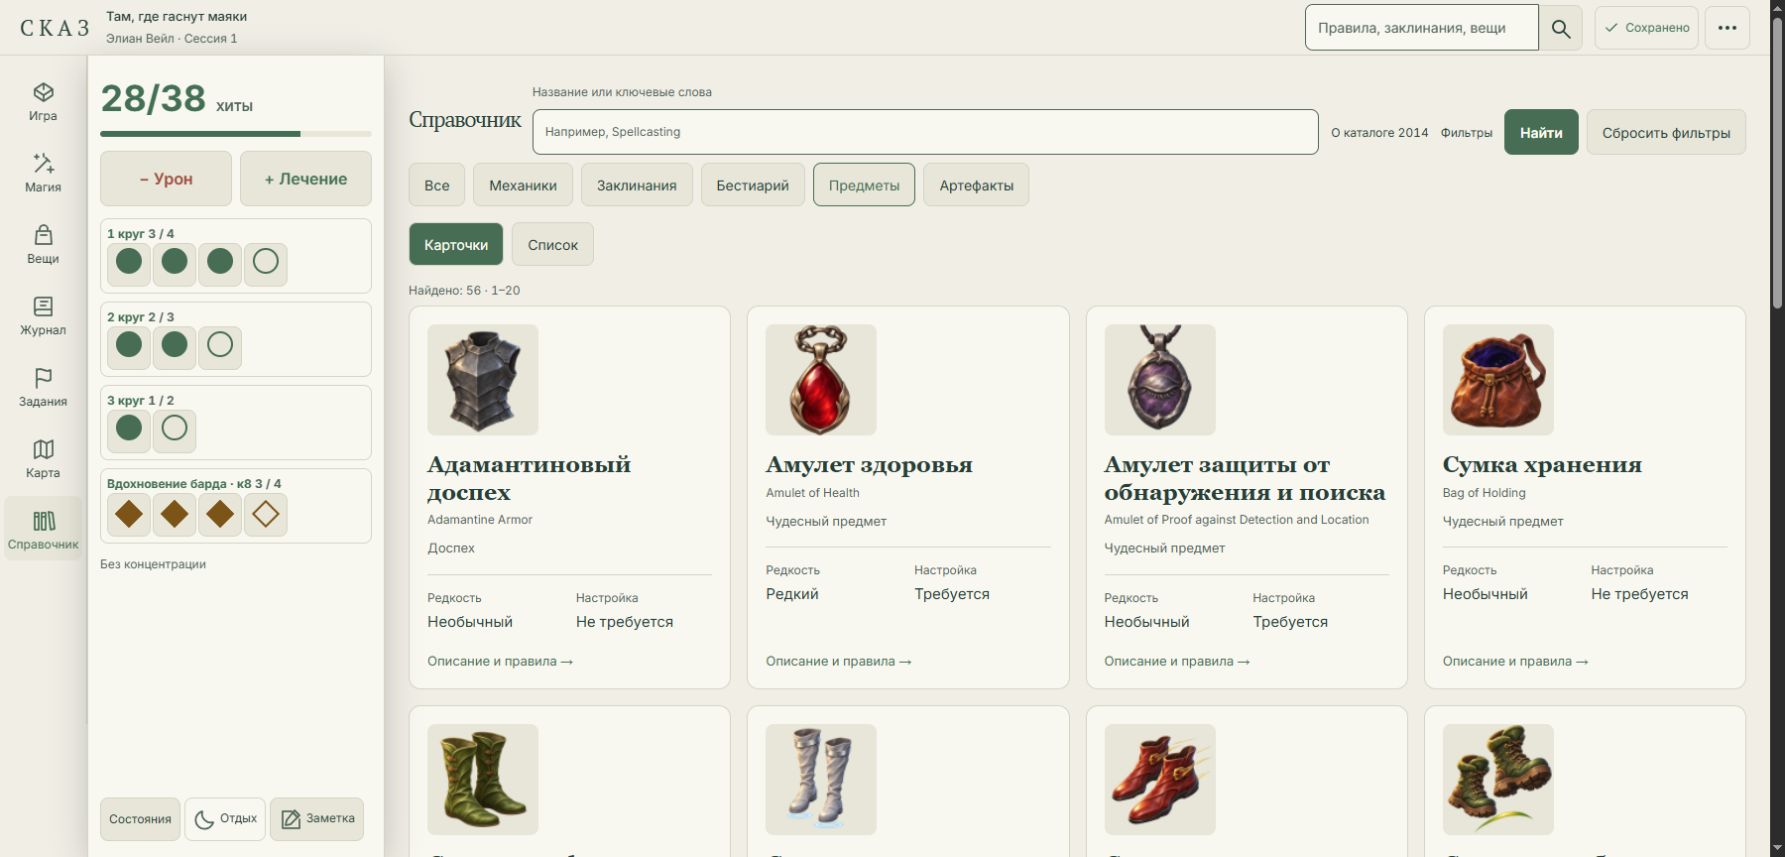 СКАЗ
Там, где гаснут маяки
Элиан Вейл · Сессия 1
Правила, заклинания, вещи
Сохранено
Игра
Магия
Вещи
Журнал
Задания
Карта
Справочник
28/38 хиты
− Урон
+ Лечение
1 круг 3 / 4
2 круг 2 / 3
3 круг 1 / 2
Вдохновение барда · к8 3 / 4
Без концентрации
Состояния
Отдых
Заметка
Справочник
Название или ключевые слова
Например, Spellcasting
О каталоге 2014
Фильтры
Найти
Сбросить фильтры
Все
Механики
Заклинания
Бестиарий
Предметы
Артефакты
Карточки
Список
Найдено: 56 · 1–20
Адамантиновый
доспех
Adamantine Armor
Доспех
Редкость
Настройка
Необычный
Не требуется
Описание и правила →
Амулет здоровья
Amulet of Health
Чудесный предмет
Редкость
Настройка
Редкий
Требуется
Описание и правила →
Амулет защиты от
обнаружения и поиска
Amulet of Proof against Detection and Location
Чудесный предмет
Редкость
Настройка
Необычный
Требуется
Описание и правила →
Сумка хранения
Bag of Holding
Чудесный предмет
Редкость
Настройка
Необычный
Не требуется
Описание и правила →